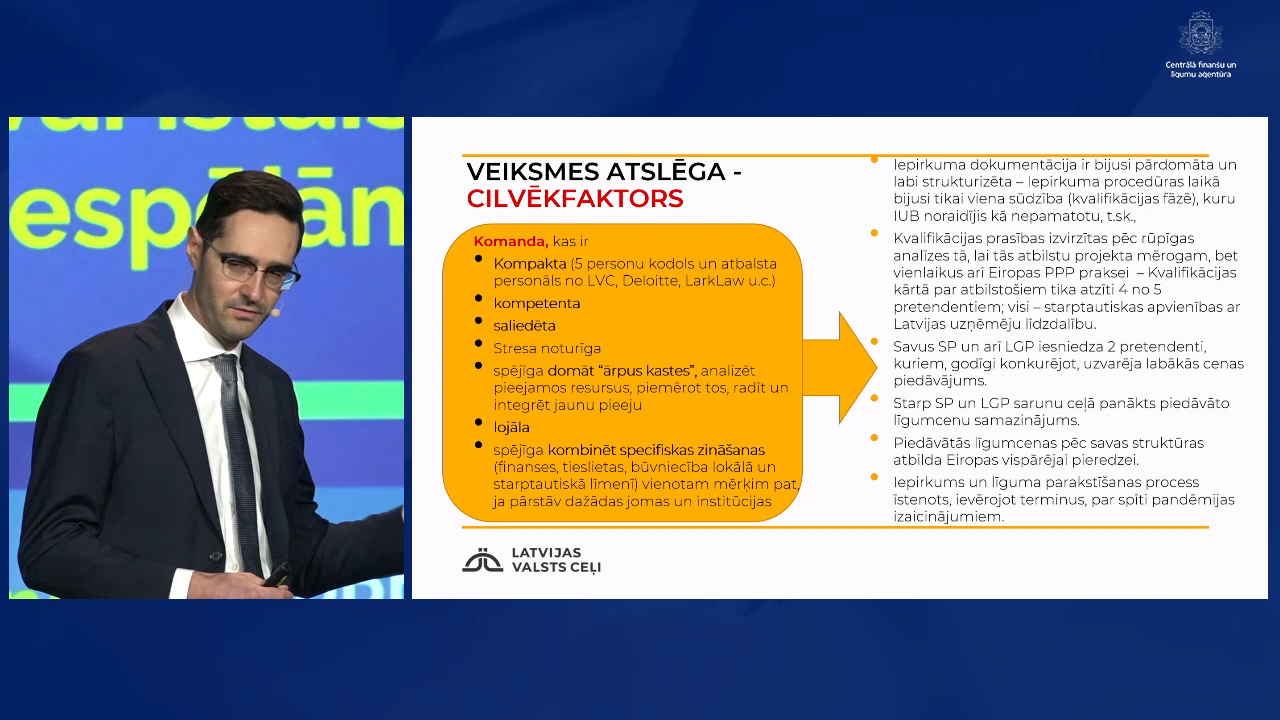 Centrālā finanšu un
līgumu aģentūra
VEIKSMES ATSLĒGA -
CILVĒKFAKTORS
Komanda, kas ir
Kompakta (5 personu kodols un atbalsta
personāls no LVC, Deloitte, LarkLaw u.c.)
kompetenta
saliedēta
Stresa noturīga
spējīga domāt “ārpus kastes”, analizēt
pieejamos resursus, piemērot tos, radīt un
integrēt jaunu pieeju
lojāla
spējīga kombinēt specifiskas zināšanas
(finanses, tieslietas, būvniecība lokālā un
starptautiskā līmenī) vienotam mērķim pat,
ja pārstāv dažādas jomas un institūcijas
Iepirkuma dokumentācija ir bijusi pārdomāta un
labi strukturizēta – Iepirkuma procedūras laikā
bijusi tikai viena sūdzība (kvalifikācijas fāzē), kuru
IUB noraidījis kā nepamatotu, t.sk.,
Kvalifikācijas prasības izvirzītas pēc rūpīgas
analīzes tā, lai tās atbilstu projekta mērogam, bet
vienlaikus arī Eiropas PPP praksei – Kvalifikācijas
kārtā par atbilstošiem tika atzīti 4 no 5
pretendentiem; visi – starptautiskas apvienības ar
Latvijas uzņēmēju līdzdalību.
Savus SP un arī LGP iesniedza 2 pretendenti,
kuriem, godīgi konkurējot, uzvarēja labākās cenas
piedāvājums.
Starp SP un LGP sarunu ceļā panākts piedāvāto
līgumcenu samazinājums.
Piedāvātās līgumcenas pēc savas struktūras
atbilda Eiropas vispārējai pieredzei.
Iepirkums un līguma parakstīšanas process
īstenots, ievērojot termiņus, par spīti pandēmijas
izaicinājumiem.
LATVIJAS
VALSTS CEĻI